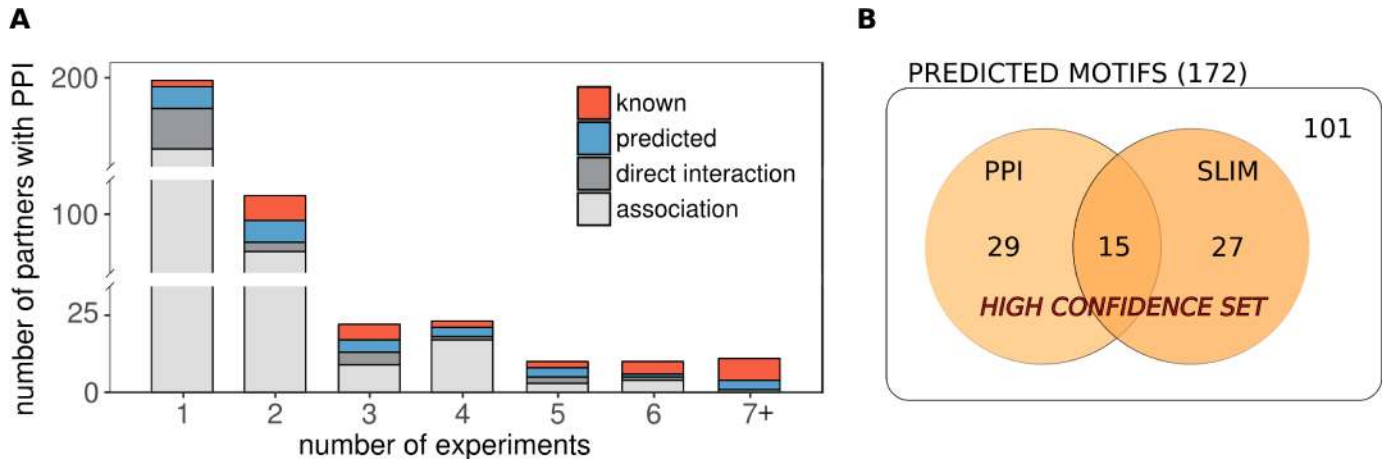 A
number of partners with PPI
200
100
25
0
known
predicted
direct interaction
association
1 2 3 4 5 6 7+
number of experiments
B
PREDICTED MOTIFS (172)
101
PPI SLIM
29 15 27
HIGH CONFIDENCE SET